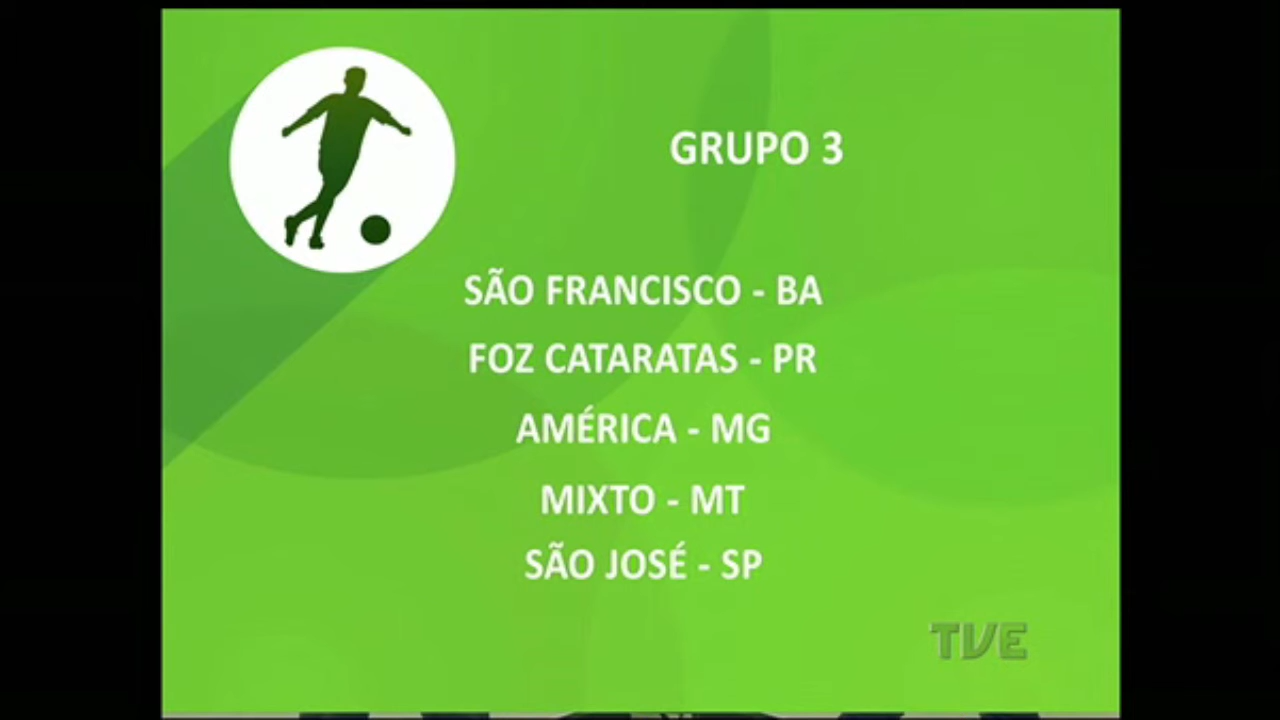 GRUPO 3
SÃO FRANCISCO - BA
FOZ CATARATAS - PR
AMÉRICA - MG
MIXTO - MT
SÃO JOSÉ - SP
TVE